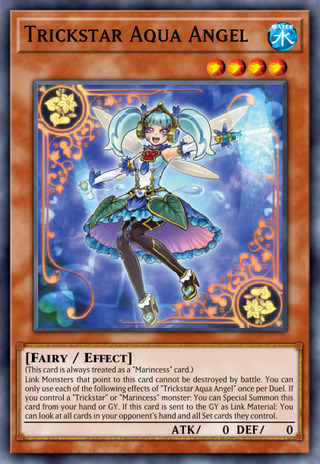 Trickstar Aqua Angel
WATER
水
[Fairy / Effect]
(This card is always treated as a "Marincess" card.)
Link Monsters that point to this card cannot be destroyed by battle. You can
only use each of the following effects of "Trickstar Aqua Angel" once per Duel. If
you control a "Trickstar" or "Marincess" monster: You can Special Summon this
card from your hand or GY. If this card is sent to the GY as Link Material: You
can look at all cards in your opponent's hand and all Set cards they control.
ATK/ 0 DEF/ 0